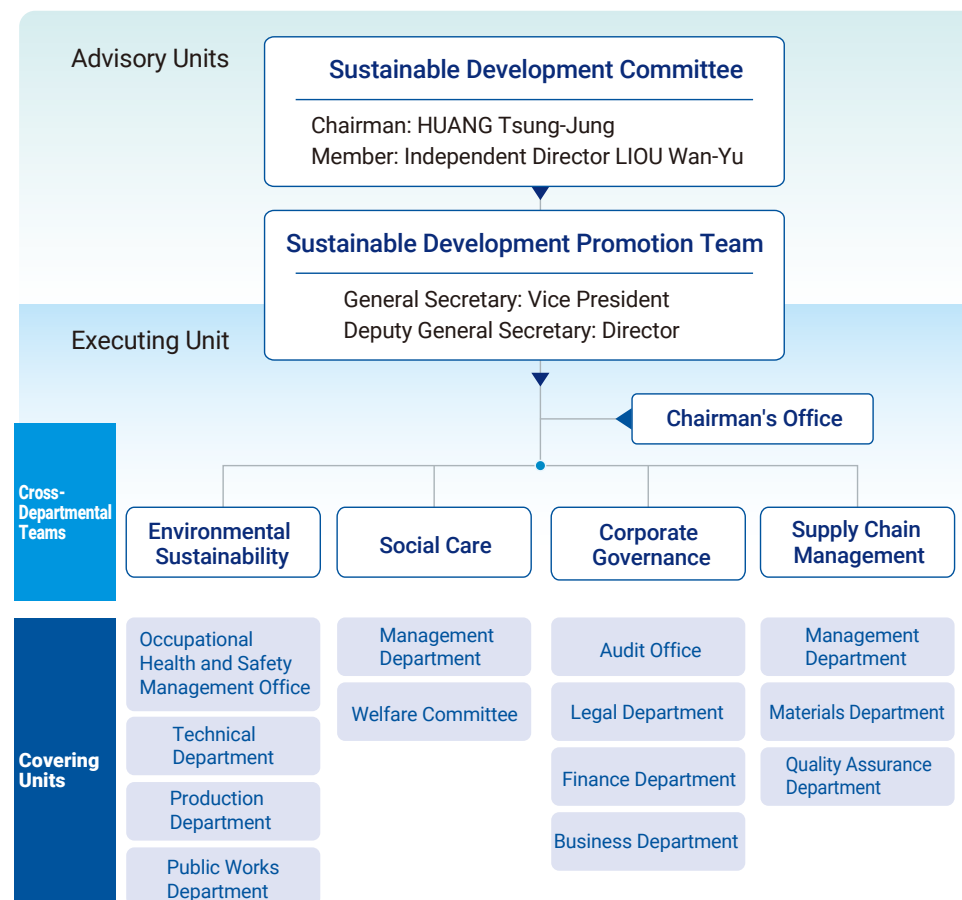 Advisory Units
Sustainable Development Committee
Chairman: HUANG Tsung-Jung
Member: Independent Director LIOU Wan-Yu
Sustainable Development Promotion Team
General Secretary: Vice President
Deputy General Secretary: Director
Executing Unit
Chairman's Office
Cross-
Departmental
Teams
Environmental
Sustainability
Social Care
Corporate
Governance
Supply Chain
Management
Covering
Units
Occupational
Health and Safety
Management Office
Technical
Department
Production
Department
Public Works
Department
Management
Department
Welfare Committee
Audit Office
Legal Department
Finance Department
Business Department
Management
Department
Materials Department
Quality Assurance
Department